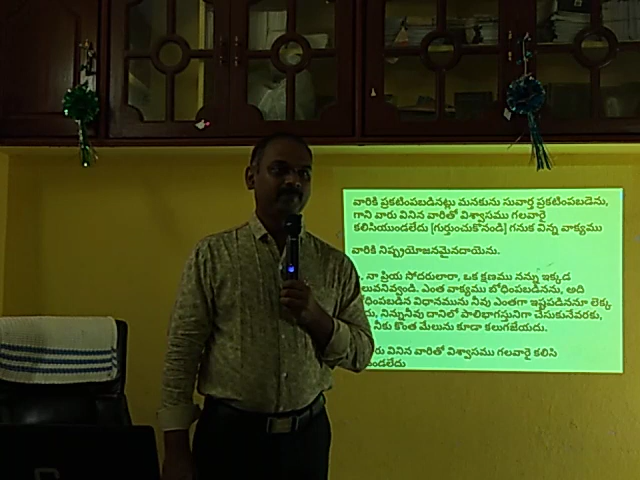 వారికి ప్రకటింపబడినట్లు మనకును సువార్త ప్రకటింపబడెను,
గాని వారు వినిన వారితో విశ్వాసము గలవారై
కలిసియుండలేదు [గుర్తుంచుకొనండి] గనుక విన్న వాక్యము
వారికి నిష్ప్రయోజనమైనదాయెను.
నా ప్రియ సోదరులారా, ఒక క్షణము నన్ను ఇక్కడ
ఎంత వాక్యము బోధింపబడినను, అది
విధానమును నీవు ఎంతగా ఇష్టపడిననూ లెక్క
నిన్నునీవు దానిలో పాలిభాగస్తునిగా చేసుకునేవరకు,
నీకు కొంత మేలును కూడా కలుగజేయదు.
వినిన వారితో విశ్వాసము గలవారై కలిసి